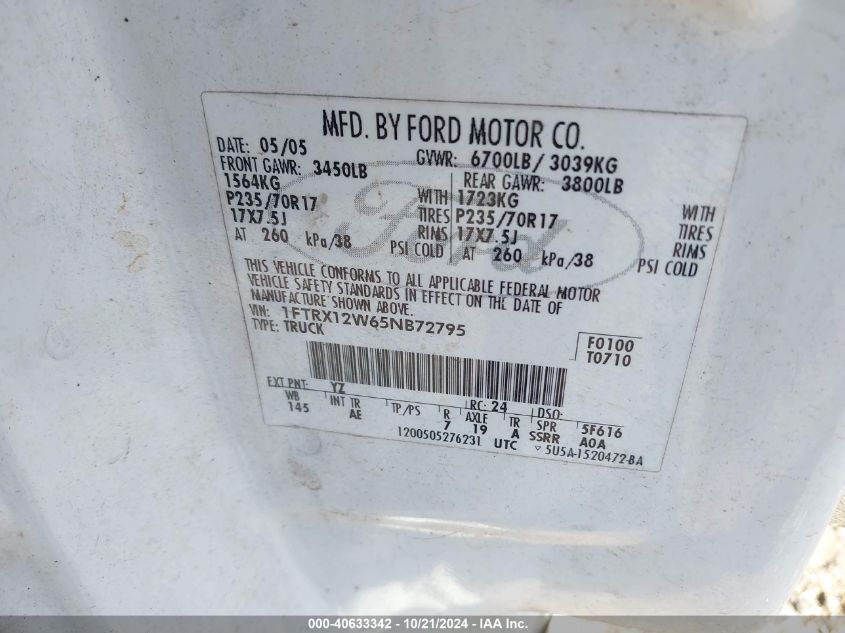 MFD. BY FORD MOTOR CO.
DATE: 05/05 GVWR: 6700LB/ 3039KG
FRONT GAWR: 3450LB REAR GAWR: 3800LB
1564KG WITH 1723KG WITH
P235/70R17 TIRES P235/70R17 TIRES
17X7.5J RIMS 17X7.5J RIMS
AT 260 kPa/38 PSI COLD AT 260 kPa/38 PSI COLD
Ford
THIS VEHICLE CONFORMS TO ALL APPLICABLE FEDERAL MOTOR
VEHICLE SAFETY STANDARDS IN EFFECT ON THE DATE OF
MANUFACTURE SHOWN ABOVE.
VIN: 1FTRX12W65NB72795
TYPE: TRUCK
F0100
T0710
EXT PNT: YZ RC: 24 DSO:
WB INT TR TP/PS R AXLE TR SPR 5F616
145 AE 7 19 A SSRR A0A
1200505276231 UTC ▽ 5U5A-1520472-BA
000-40633342 - 10/21/2024 - IAA Inc.